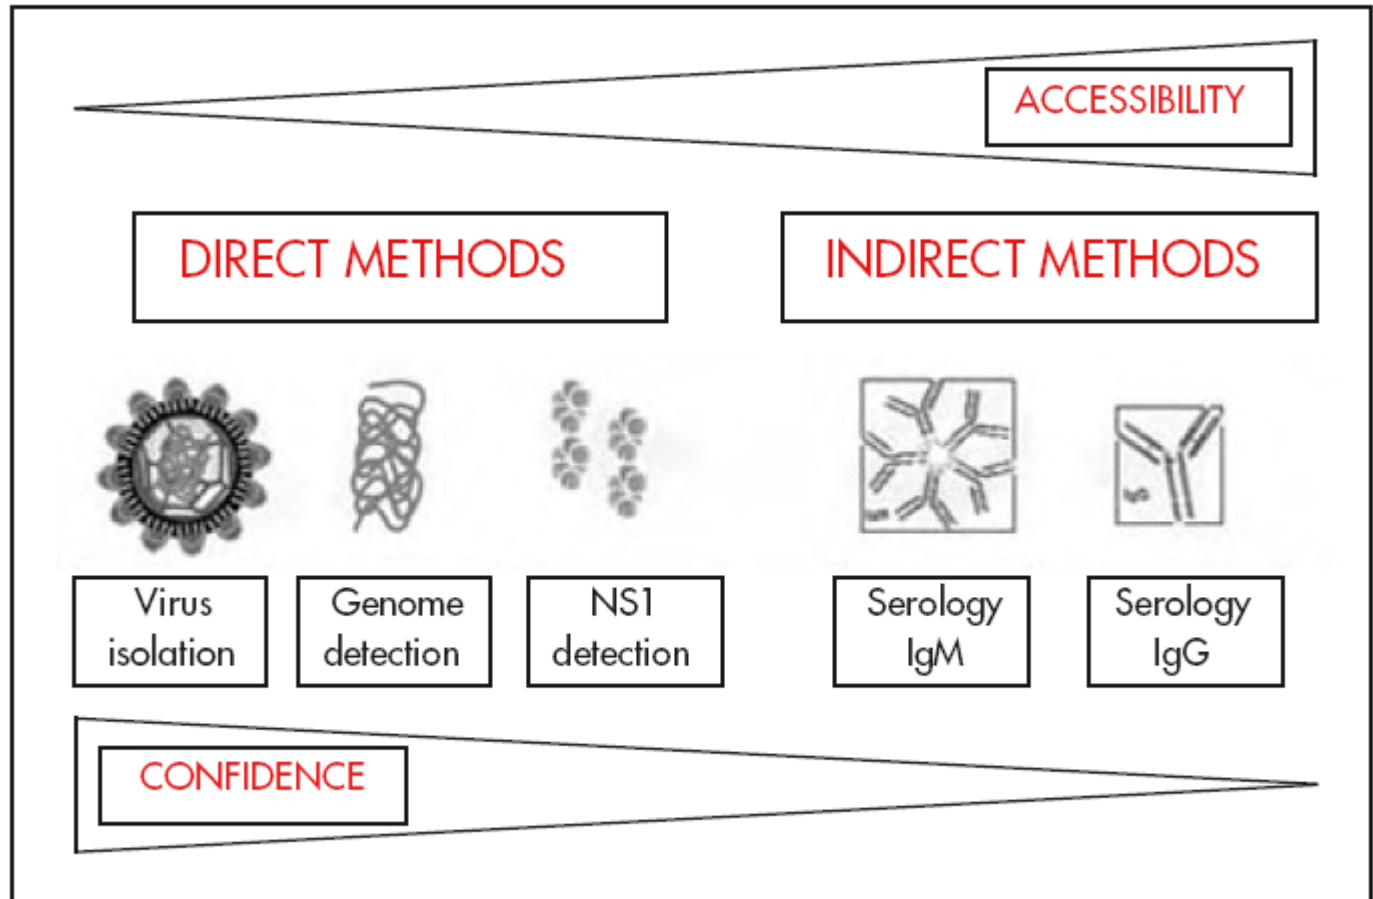 ACCESSIBILITY
DIRECT METHODS
INDIRECT METHODS
Virus
isolation
Genome
detection
NS1
detection
Serology
IgM
Serology
IgG
CONFIDENCE